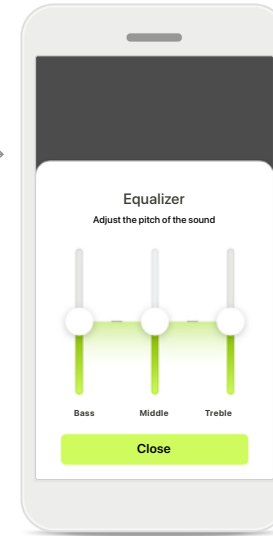 Equalizer
Adjust the pitch of the sound
Bass Middle Treble
Close